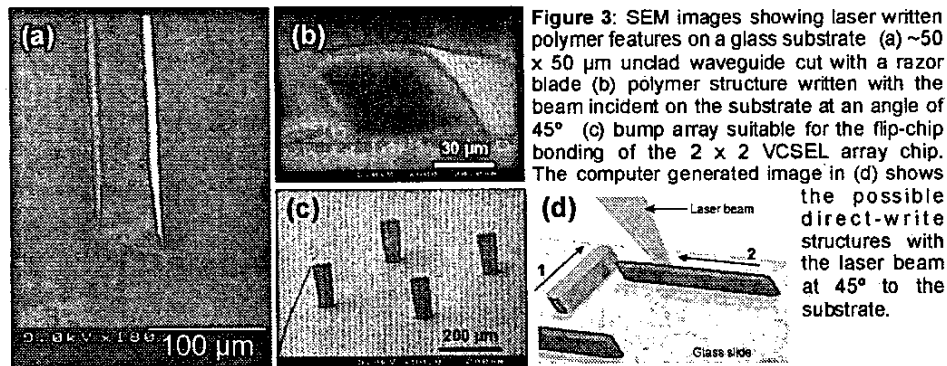 (a)
100 µm
(b)
30 µm
(c)
200 µm
Figure 3: SEM images showing laser written
polymer features on a glass substrate (a) ~50
x 50 µm unclad waveguide cut with a razor
blade (b) polymer structure written with the
beam incident on the substrate at an angle of
45º (c) bump array suitable for the flip-chip
bonding of the 2 x 2 VCSEL array chip.
The computer generated image in (d) shows
the possible
direct-write
structures with
the laser beam
at 45º to the
substrate.
(d)
Laser beam
1
2
Glass slide